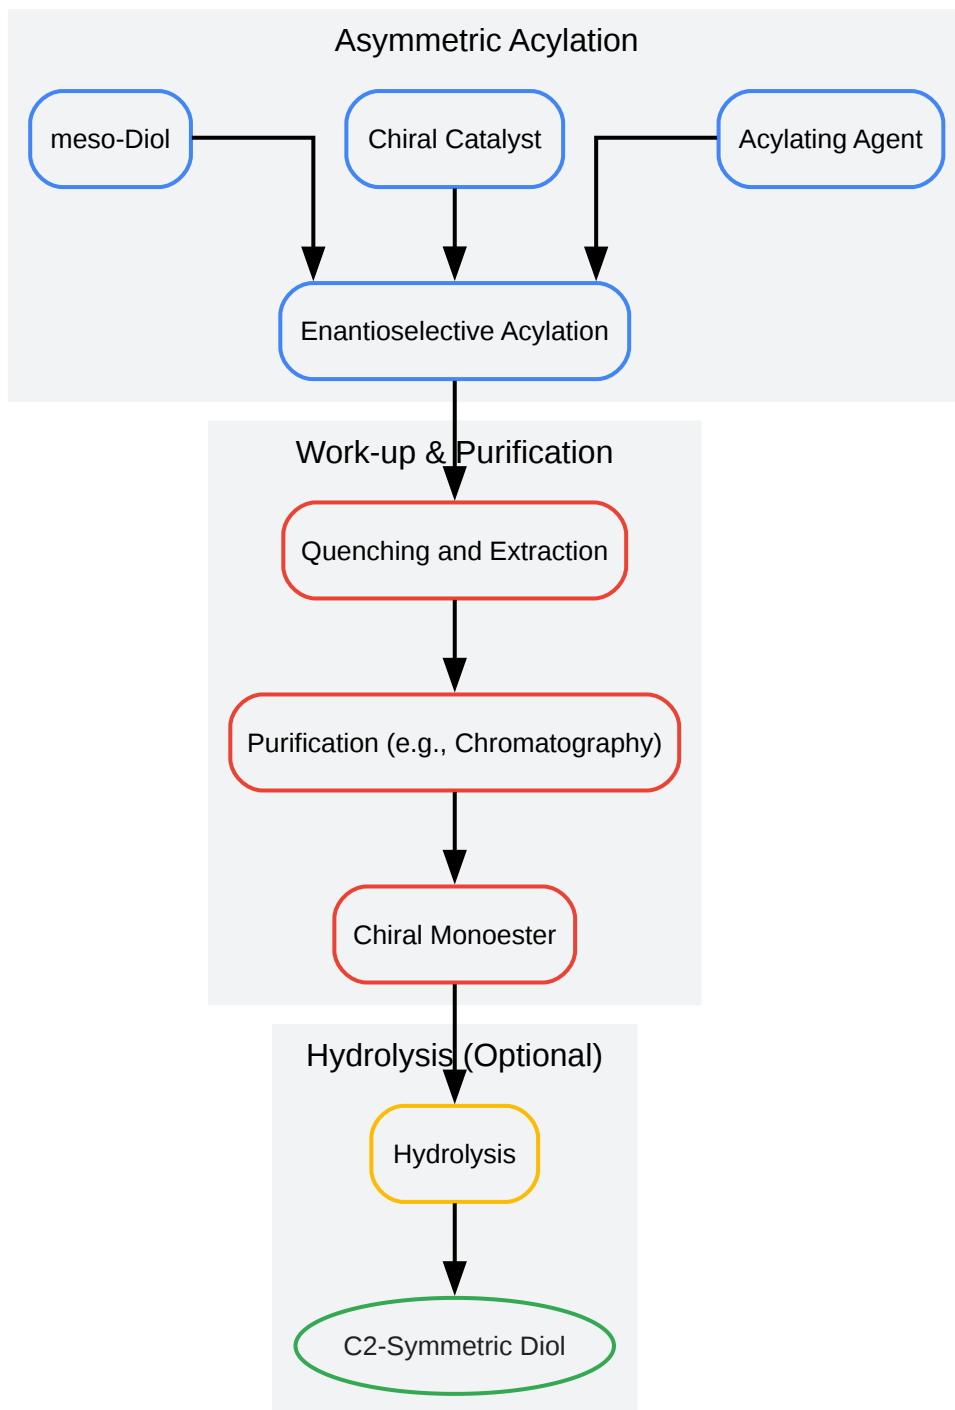 Asymmetric Acylation
meso-Diol
Chiral Catalyst
Acylating Agent
Enantioselective Acylation
Work-up & Purification
Quenching and Extraction
Purification (e.g., Chromatography)
Chiral Monoester
Hydrolysis (Optional)
Hydrolysis
C2-Symmetric Diol